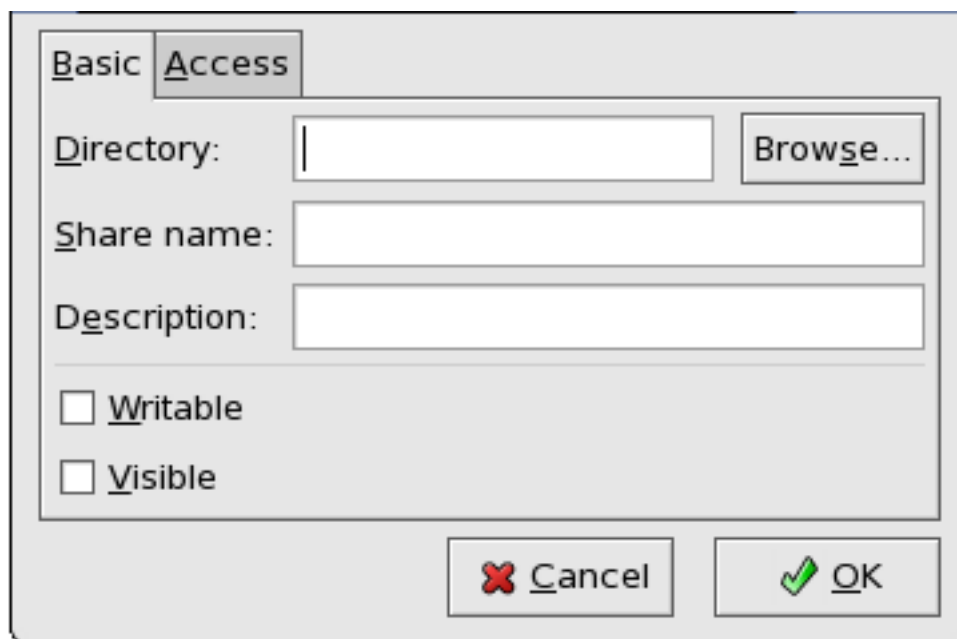 Basic Access
Directory: Browse...
Share name:
Description:
Writable
Visible
Cancel OK